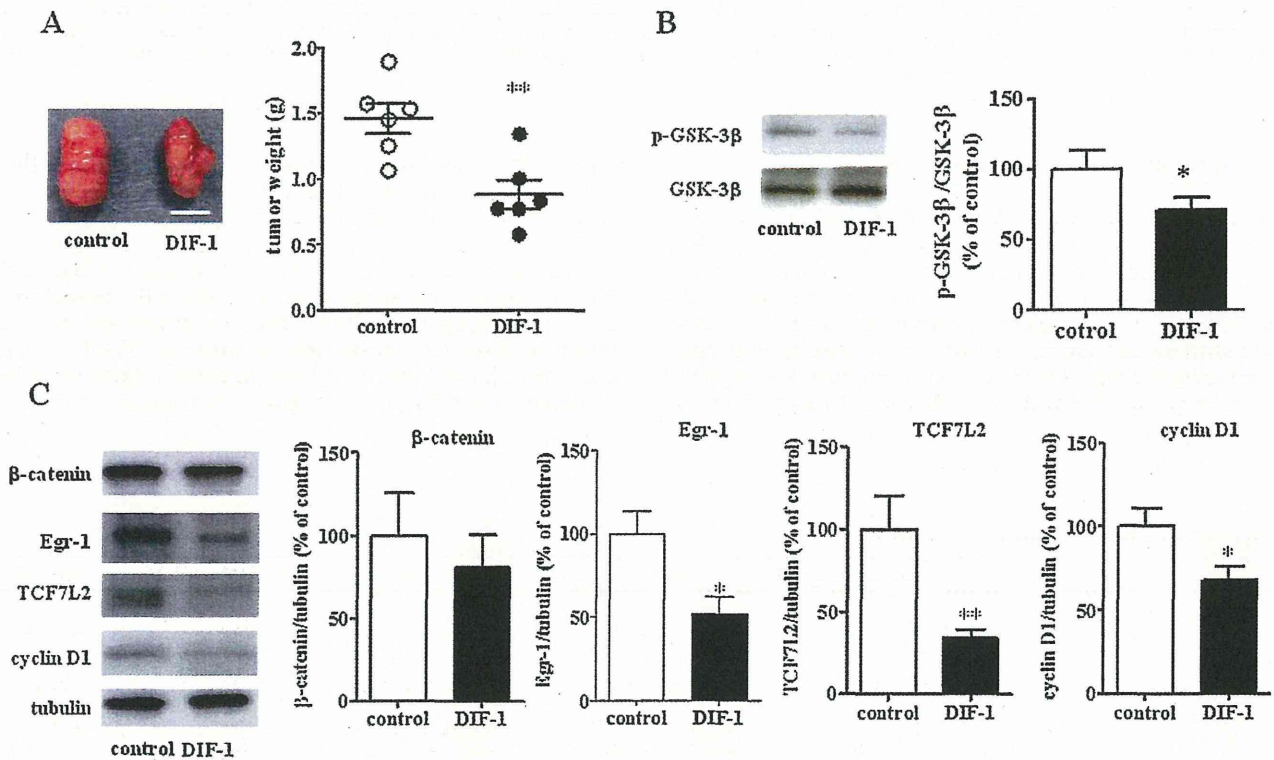 A
tumor weight (g)
2.0
1.5
1.0
0.5
0.0
**
control DIF-1
control DIF-1
B
p-GSK-3β
GSK-3β
control DIF-1
p-GSK-3β/GSK-3β
(% of control)
150
100
50
0
*
cotrol DIF-1
C
β-catenin
Egr-1
TCF7L2
cyclin D1
tubulin
control DIF-1
β-catenin
β-catenin/tubulin (% of control)
150
100
50
0
control DIF-1
Egr-1
Egr-1/tubulin (% of control)
150
100
50
0
*
control DIF-1
TCF7L2
TCF7L2/tubulin (% of control)
150
100
50
0
**
control DIF-1
cyclin D1
cyclin D1/tubulin (% of control)
150
100
50
0
*
control DIF-1